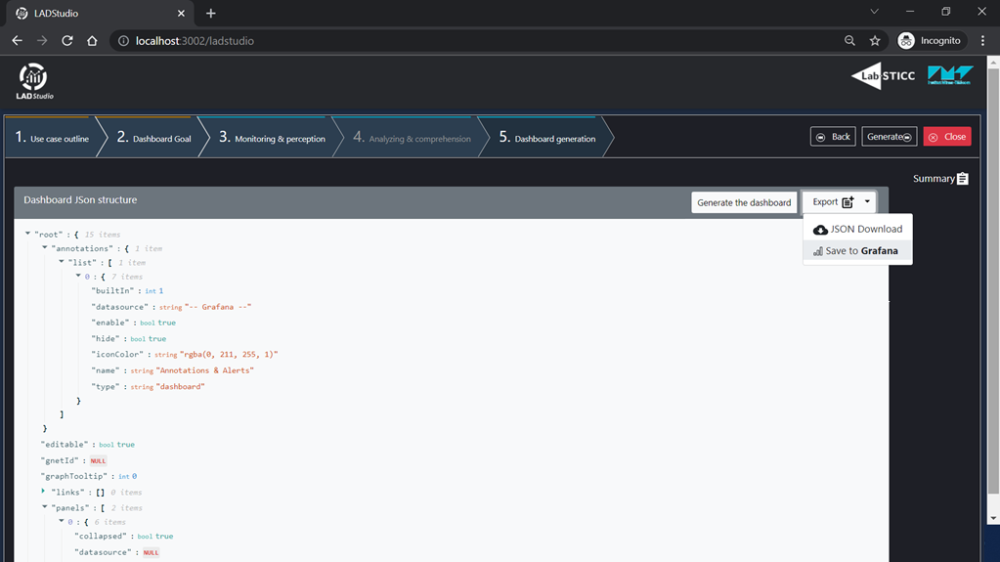 LADStudio
localhost:3002/ladstudio
Incognito
LADStudio
Lab-STICC
1. Use case outline
2. Dashboard Goal
3. Monitoring & perception
4. Analyzing & comprehension
5. Dashboard generation
Back
Generate
Close
Summary
Dashboard JSon structure
Generate the dashboard
Export
JSON Download
Save to Grafana
"root" : { 15 items
"annotations" : { 1 item
"list" : [ 1 item
0 : { 7 items
"builtIn" : int 1
"datasource" : string "-- Grafana --"
"enable" : bool true
"hide" : bool true
"iconColor" : string "rgba(0, 211, 255, 1)"
"name" : string "Annotations & Alerts"
"type" : string "dashboard"
}
]
}
"editable" : bool true
"gnetId" : NULL
"graphTooltip" : int 0
"links" : [] 0 items
"panels" : [ 2 items
0 : { 6 items
"collapsed" : bool true
"datasource" : NULL